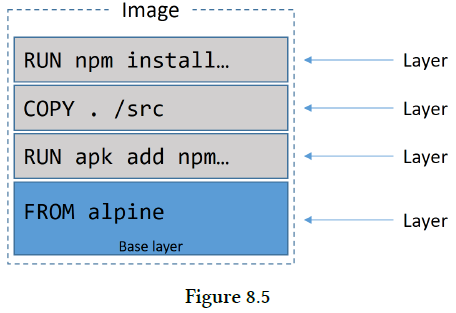 Image
RUN npm install… Layer
COPY . /src Layer
RUN apk add npm… Layer
FROM alpine Layer
Base layer
Figure 8.5